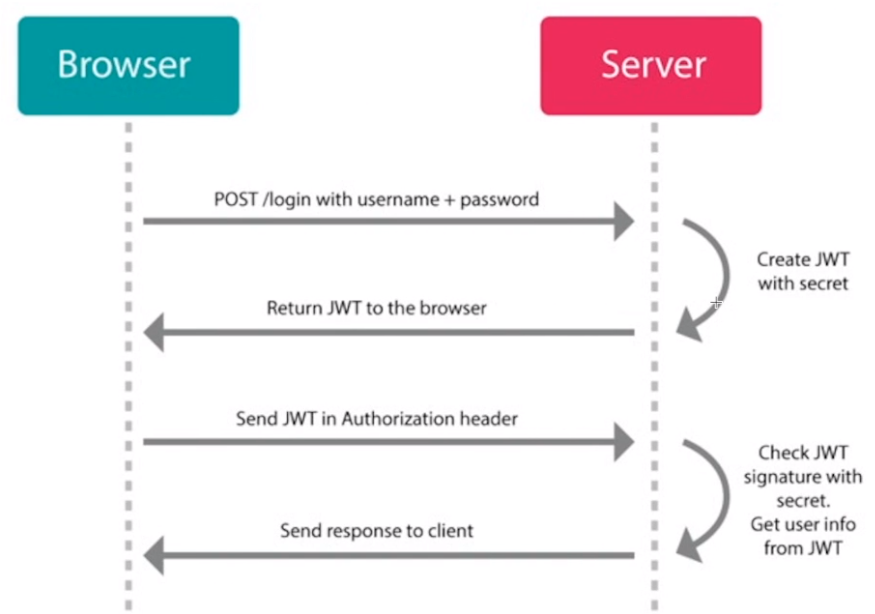 Browser
Server
POST /login with username + password
Create JWT
with secret
Return JWT to the browser
Send JWT in Authorization header
Check JWT
signature with
secret.
Get user info
from JWT
Send response to client